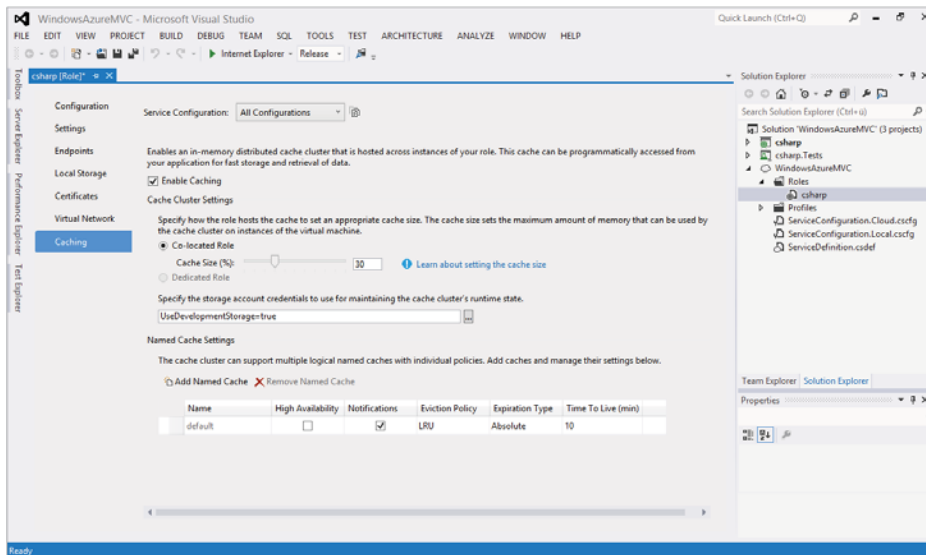 WindowsAzureMVC - Microsoft Visual Studio
Quick Launch (Ctrl+Q)
FILE EDIT VIEW PROJECT BUILD DEBUG TEAM SQL TOOLS TEST ARCHITECTURE ANALYZE WINDOW HELP
Internet Explorer
Release
Toolbox
Server Explorer
Performance Explorer
Test Explorer
csharp [Role]*
Configuration
Settings
Endpoints
Local Storage
Certificates
Virtual Network
Caching
Service Configuration: All Configurations
Enables an in-memory distributed cache cluster that is hosted across instances of your role. This cache can be programmatically accessed from
your application for fast storage and retrieval of data.
Enable Caching
Cache Cluster Settings
Specify how the role hosts the cache to set an appropriate cache size. The cache size sets the maximum amount of memory that can be used by
the cache cluster on instances of the virtual machine.
Co-located Role
Cache Size (%): 30 Learn about setting the cache size
Dedicated Role
Specify the storage account credentials to use for maintaining the cache cluster's runtime state.
UseDevelopmentStorage=true
...
Named Cache Settings
The cache cluster can support multiple logical named caches with individual policies. Add caches and manage their settings below.
Add Named Cache Remove Named Cache
Name High Availability Notifications Eviction Policy Expiration Type Time To Live (min)
default LRU Absolute 10
Solution Explorer
Search Solution Explorer (Ctrl+ü)
Solution 'WindowsAzureMVC' (3 projects)
csharp
csharp.Tests
WindowsAzureMVC
Roles
csharp
Profiles
ServiceConfiguration.Cloud.cscfg
ServiceConfiguration.Local.cscfg
ServiceDefinition.csdef
Team Explorer Solution Explorer
Properties
Ready